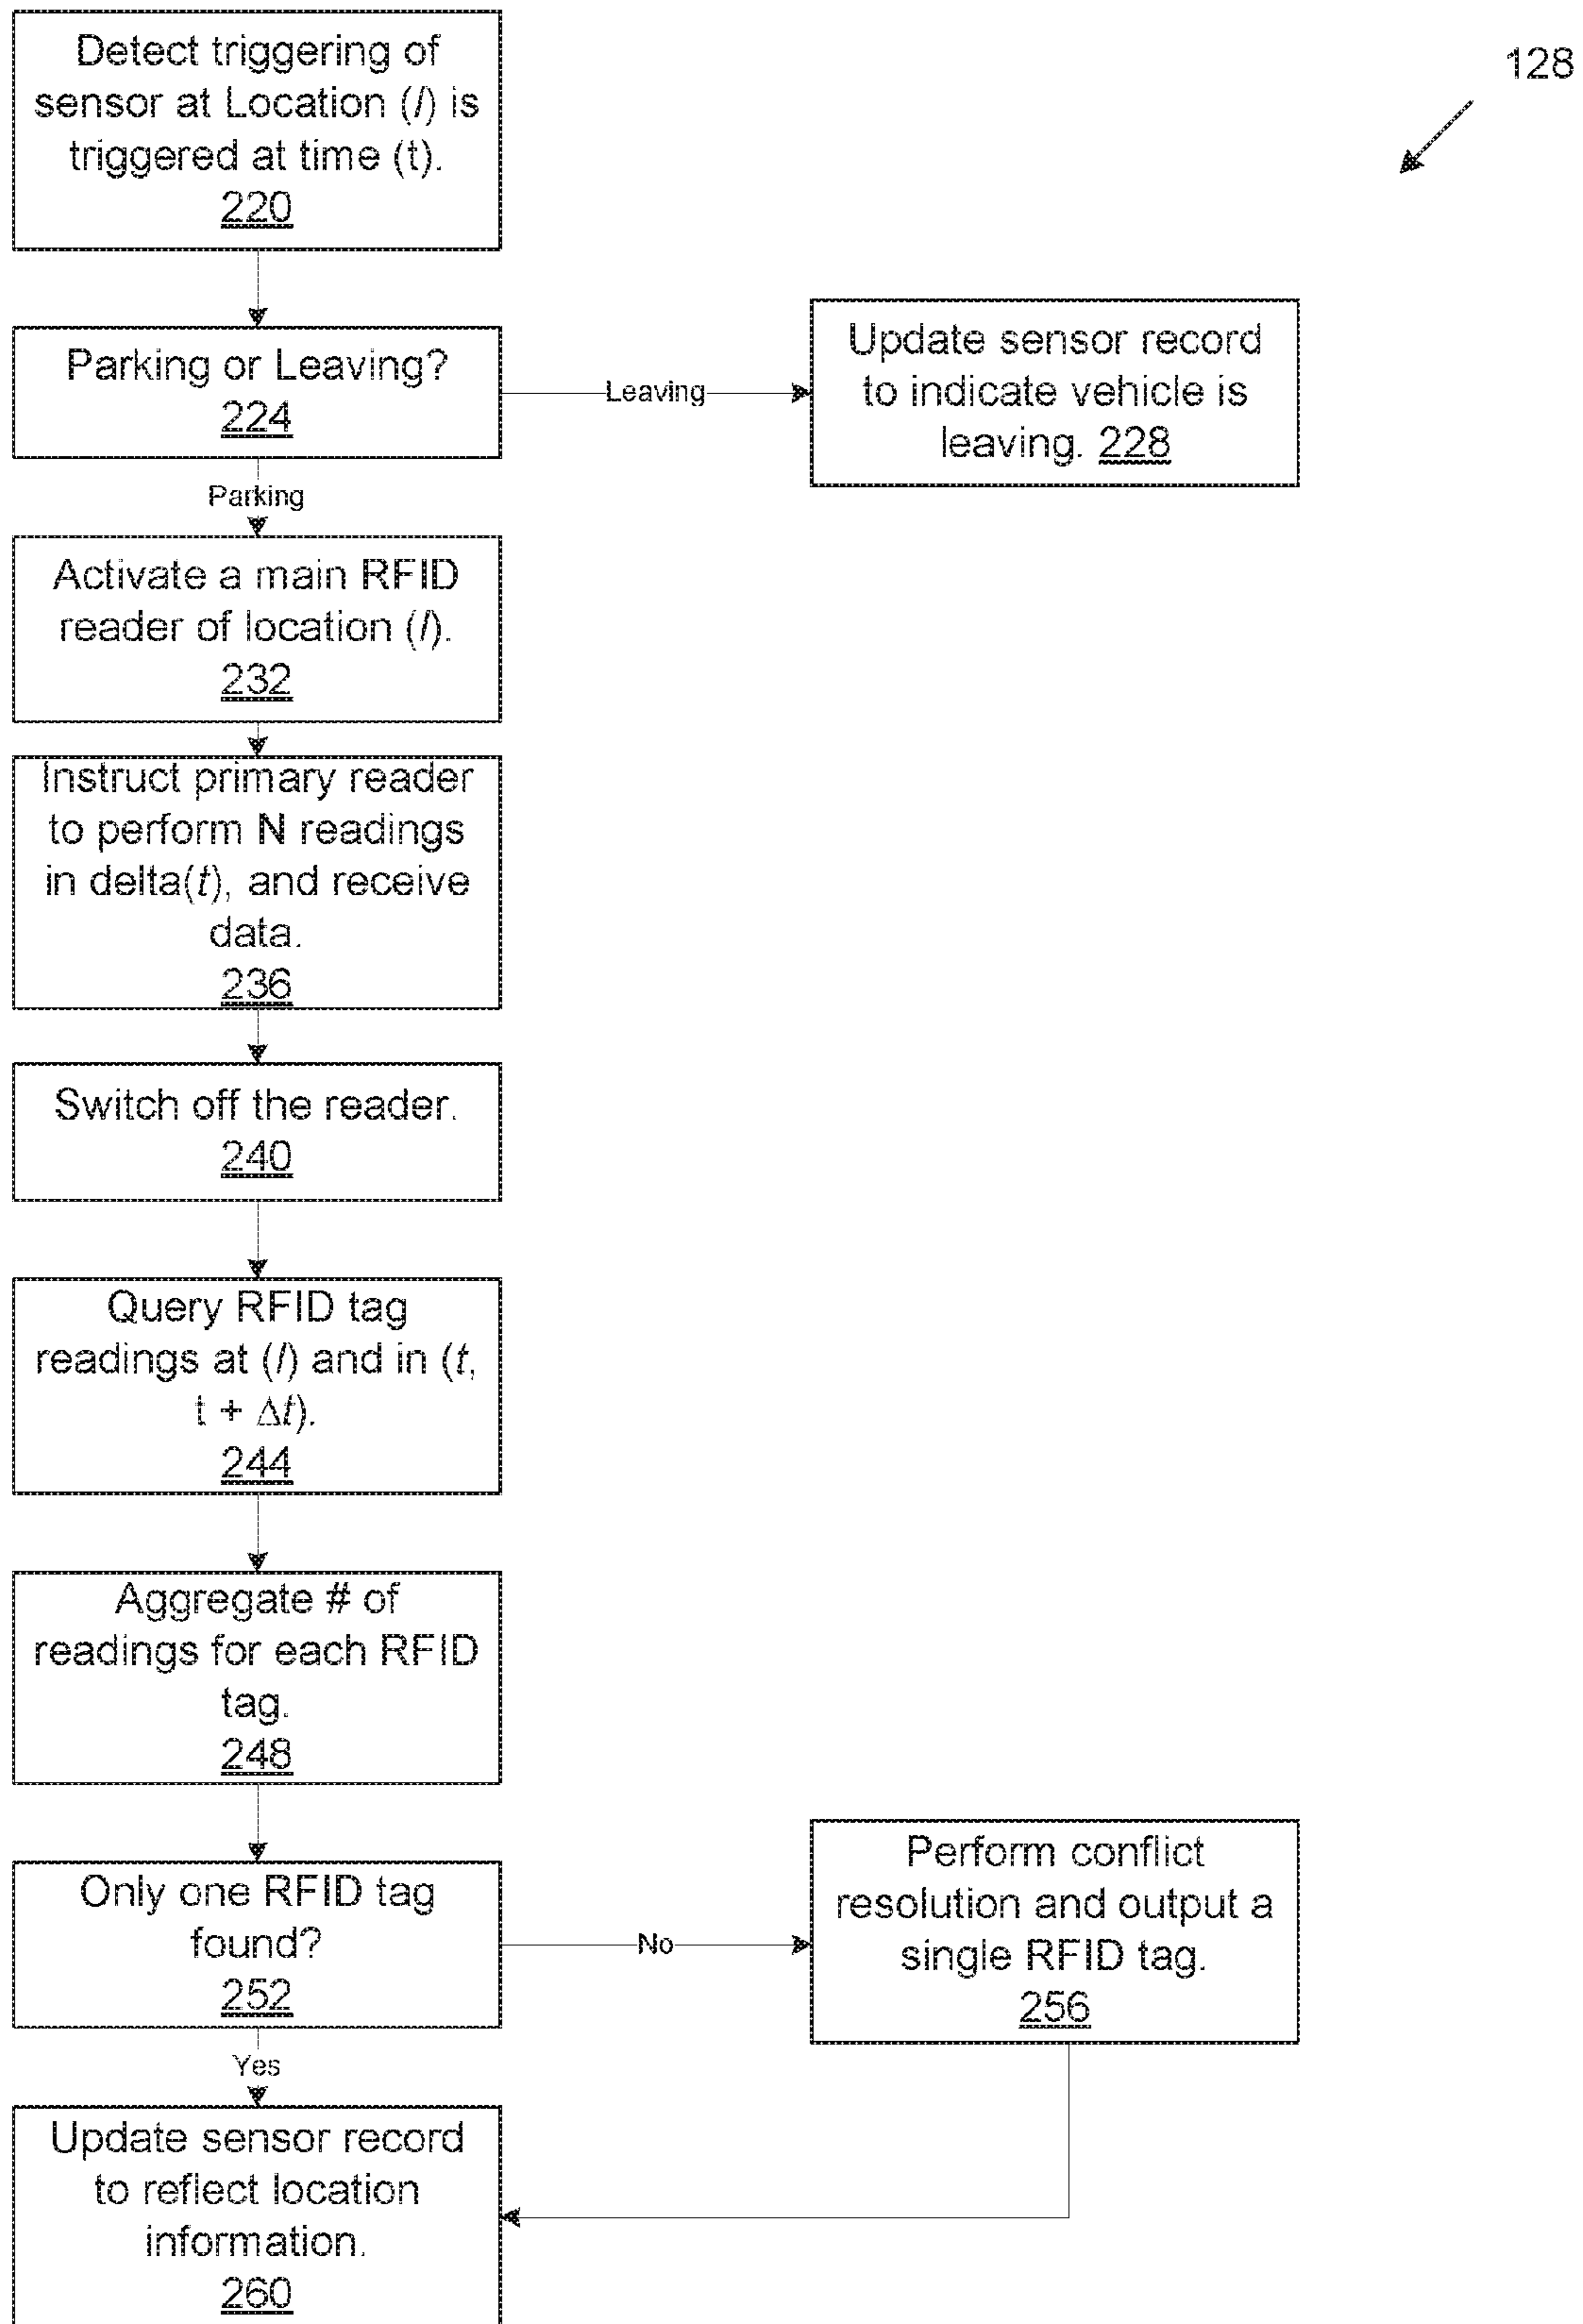 Detect triggering of
sensor at Location (l) is
triggered at time (t).
220
128
Parking or Leaving?
224
Leaving
Update sensor record
to indicate vehicle is
leaving. 228
Parking
Activate a main RFID
reader of location (l).
232
Instruct primary reader
to perform N readings
in delta(t), and receive
data.
236
Switch off the reader.
240
Query RFID tag
readings at (l) and in (t,
t + Δt).
244
Aggregate # of
readings for each RFID
tag.
248
Only one RFID tag
found?
252
No
Perform conflict
resolution and output a
single RFID tag.
256
Yes
Update sensor record
to reflect location
information.
260